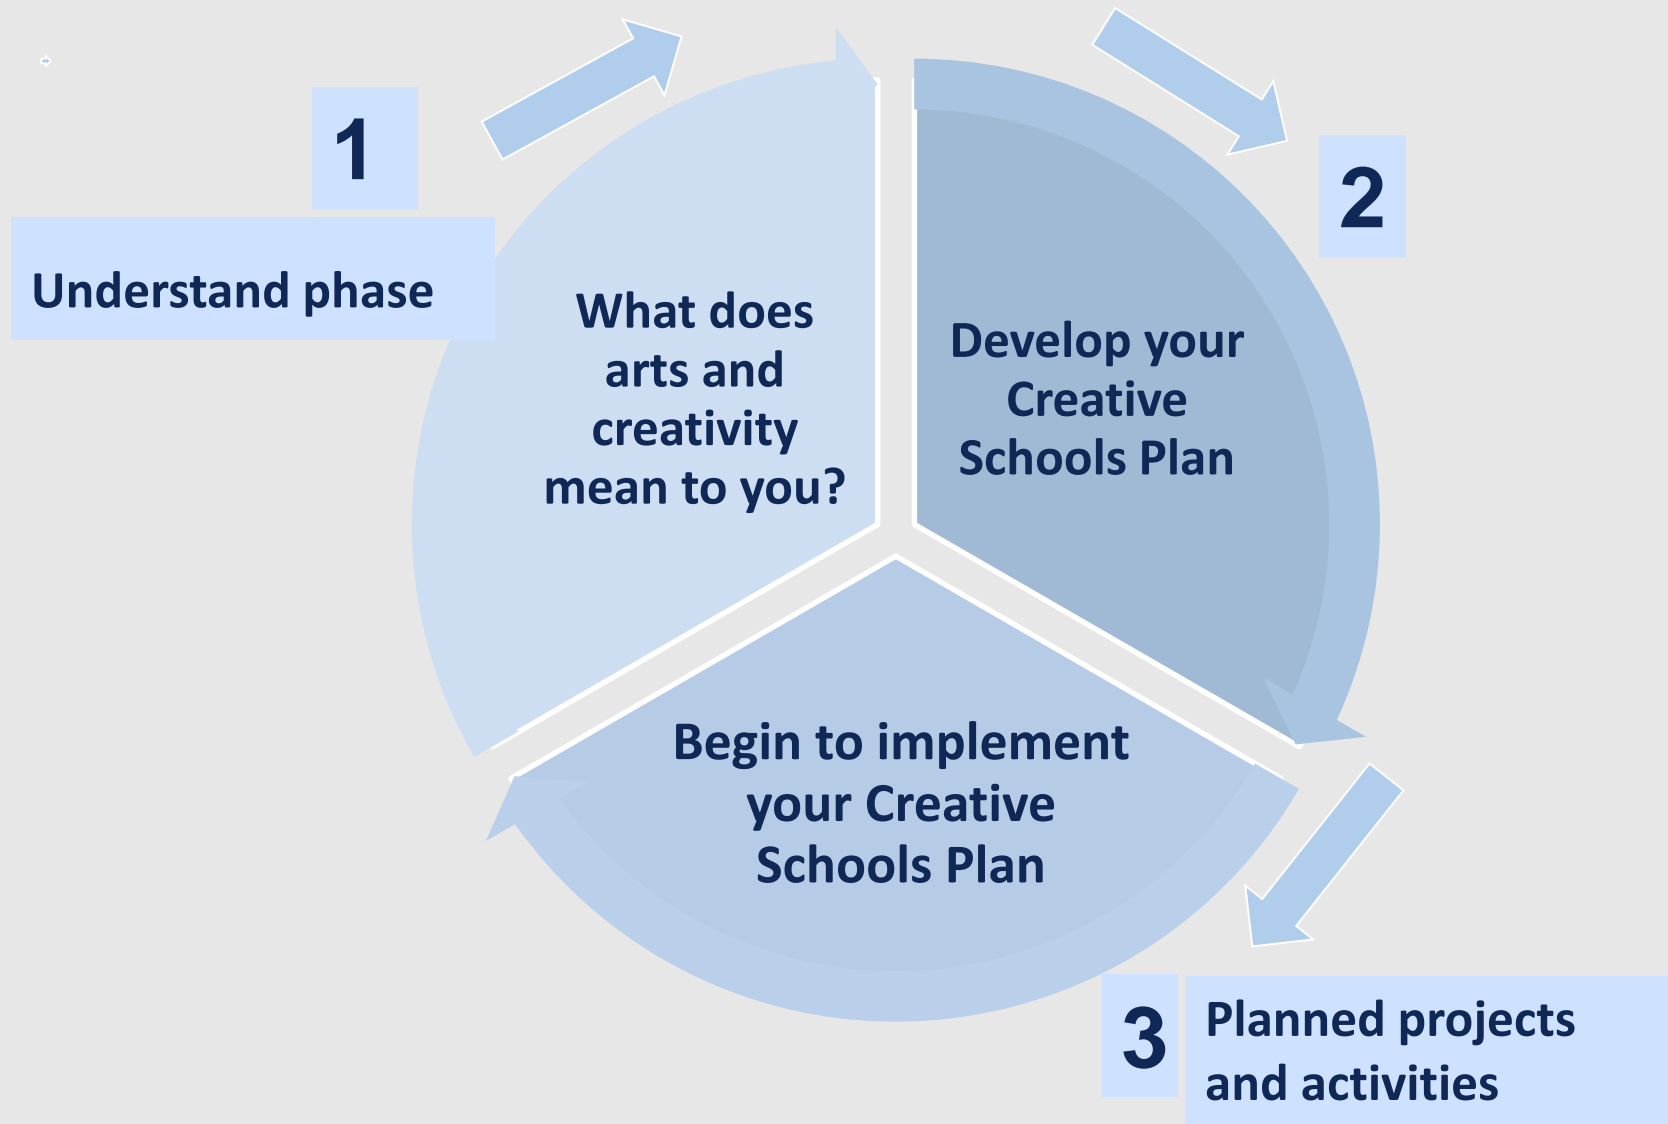 1
Understand phase
What does
arts and
creativity
mean to you?
2
Develop your
Creative
Schools Plan
Begin to implement
your Creative
Schools Plan
3
Planned projects
and activities